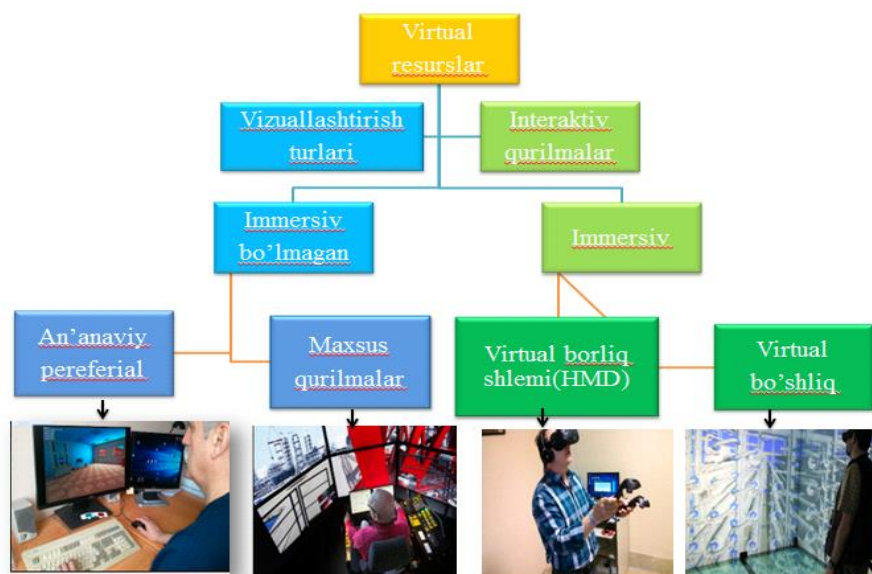 Virtual
resurslar
Vizuallashtirish
turlari
Interaktiv
qurilmalar
Immersiv
bo’lmagan
Immersiv
An’anaviy
pereferial
Maxsus
qurilmalar
Virtual borliq
shlemi(HMD)
Virtual
bo’shliq